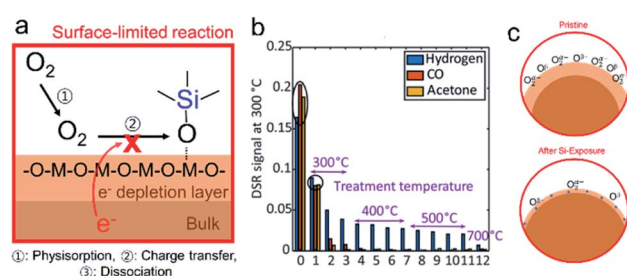 a
Surface-limited reaction
O₂
①
O₂
②
X
Si
O
-O-M-O-M-O-M-O-M-O-
e⁻ depletion layer
e⁻
Bulk
①: Physisorption, ②: Charge transfer,
③: Dissociation
b
DSR signal at 300 °C
0.25
0.2
0.15
0.1
0.05
0
Hydrogen
CO
Acetone
300°C
Treatment temperature
400°C
500°C
700°C
0 1 2 3 4 5 6 7 8 9 10 11 12
c
Pristine
After Si-Exposure